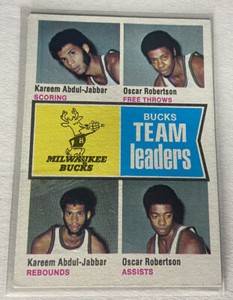 Kareem Abdul-Jabbar Oscar Robertson
SCORING FREE THROWS
BUCKS
TEAM
leaders
MILWAUKEE
BUCKS
Kareem Abdul-Jabbar Oscar Robertson
REBOUNDS ASSISTS